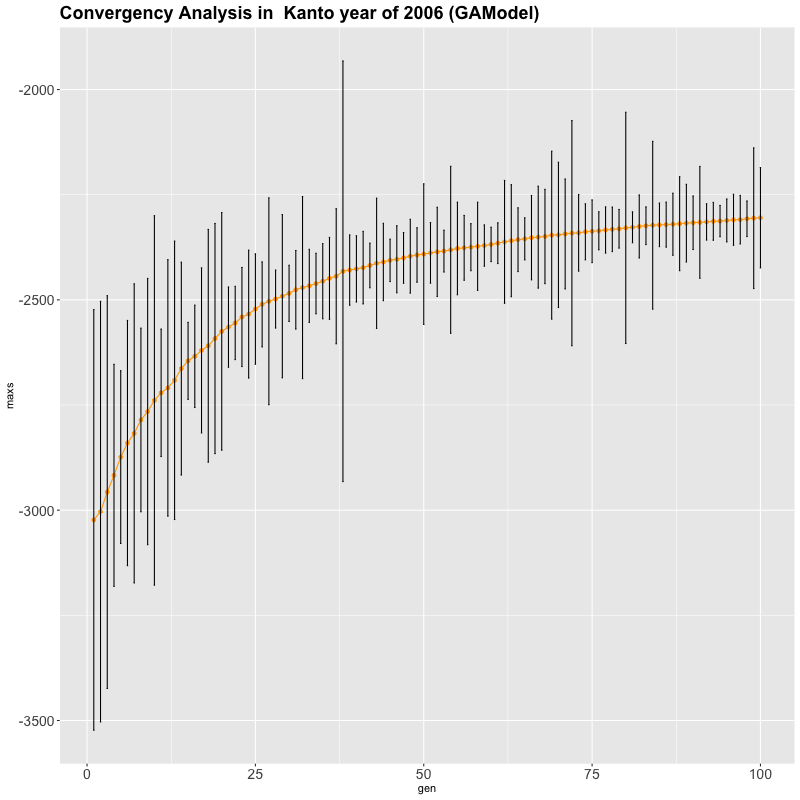 Convergency Analysis in  Kanto year of 2006 (GAModel)
-2000
-2500
-3000
-3500
maxs
0 25 50 75 100
gen